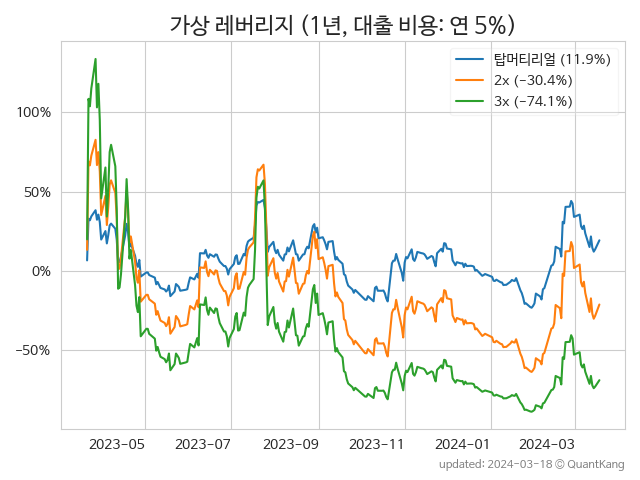 가상 레버리지 (1년, 대출 비용: 연 5%)
탑머티리얼 (11.9%)
2x (−30.4%)
3x (−74.1%)
100%
50%
0%
−50%
2023-05 2023-07 2023-09 2023-11 2024-01 2024-03
updated: 2024-03-18 © QuantKang